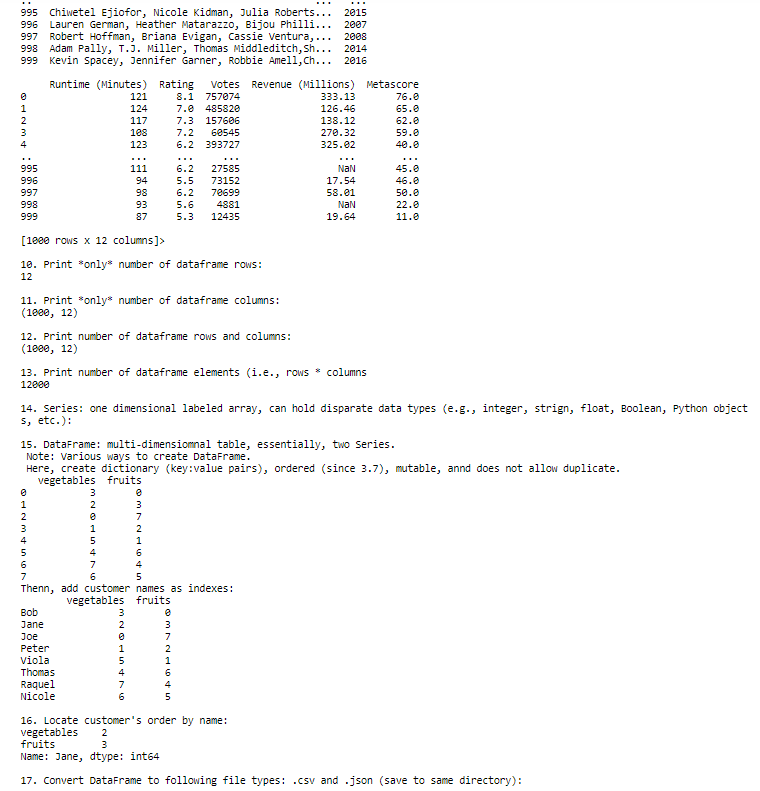 ..    ...    ...
995  Chiwetel Ejiofor, Nicole Kidman, Julia Roberts...  2015
996  Lauren German, Heather Matarazzo, Bijou Philli...  2007
997  Robert Hoffman, Briana Evigan, Cassie Ventura,...  2008
998  Adam Pally, T.J. Miller, Thomas Middleditch,Sh...  2014
999  Kevin Spacey, Jennifer Garner, Robbie Amell,Ch...  2016
Runtime (Minutes)  Rating  Votes  Revenue (Millions)  Metascore
0  121  8.1  757074  333.13  76.0
1  124  7.0  485820  126.46  65.0
2  117  7.3  157606  138.12  62.0
3  108  7.2  60545  270.32  59.0
4  123  6.2  393727  325.02  40.0
..  ...  ...  ...  ...  ...
995  111  6.2  27585  NaN  45.0
996  94  5.5  73152  17.54  46.0
997  98  6.2  70699  58.01  50.0
998  93  5.6  4881  NaN  22.0
999  87  5.3  12435  19.64  11.0
[1000 rows x 12 columns]>
10. Print *only* number of dataframe rows:
12
11. Print *only* number of dataframe columns:
(1000, 12)
12. Print number of dataframe rows and columns:
(1000, 12)
13. Print number of dataframe elements (i.e., rows * columns
12000
14. Series: one dimensional labeled array, can hold disparate data types (e.g., integer, strign, float, Boolean, Python object
s, etc.):
15. DataFrame: multi-dimensiomnal table, essentially, two Series.
Note: Various ways to create DataFrame.
Here, create dictionary (key:value pairs), ordered (since 3.7), mutable, annd does not allow duplicate.
vegetables  fruits
0  3  0
1  2  3
2  0  7
3  1  2
4  5  1
5  4  6
6  7  4
7  6  5
Thenn, add customer names as indexes:
vegetables  fruits
Bob  3  0
Jane  2  3
Joe  0  7
Peter  1  2
Viola  5  1
Thomas  4  6
Raquel  7  4
Nicole  6  5
16. Locate customer's order by name:
vegetables  2
fruits  3
Name: Jane, dtype: int64
17. Convert DataFrame to following file types: .csv and .json (save to same directory):